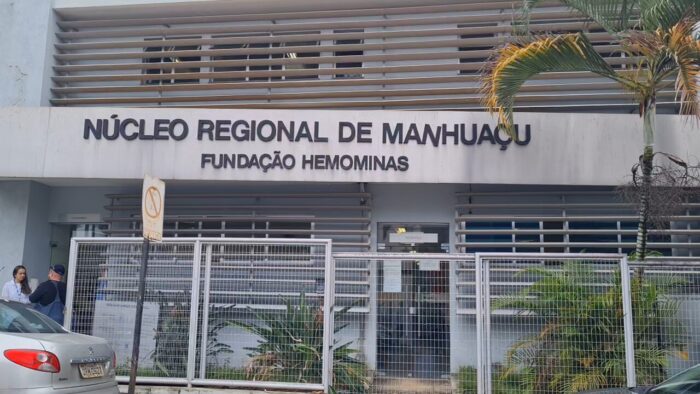 NÚCLEO REGIONAL DE MANHUAÇU
FUNDAÇÃO HEMOMINAS